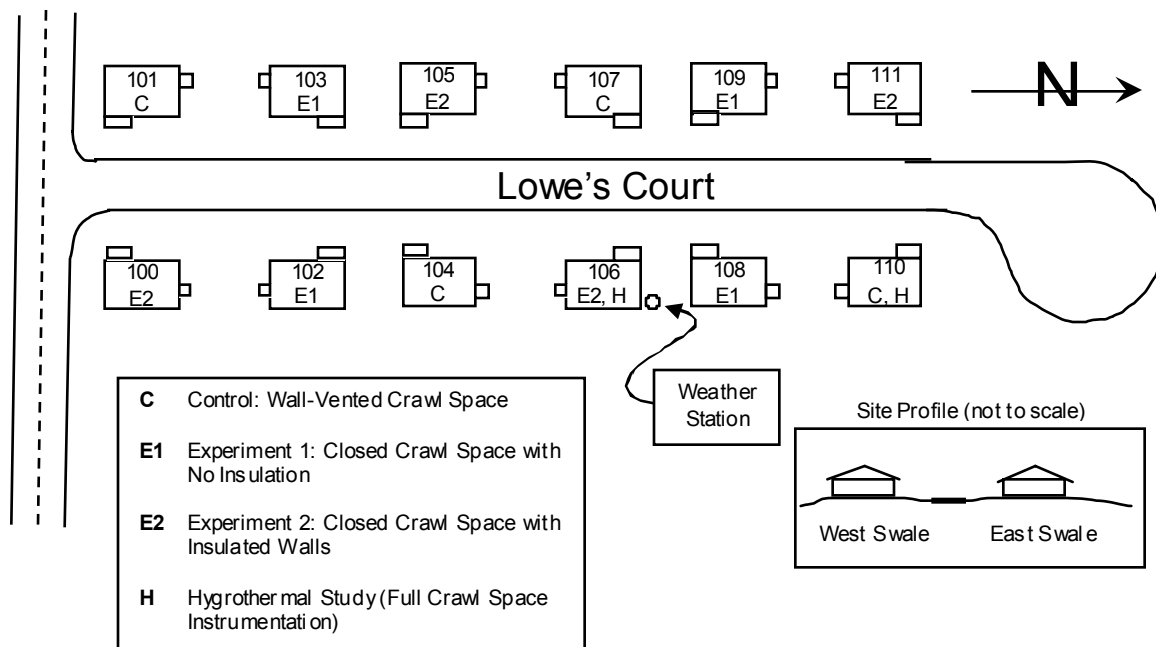 101
C
103
E1
105
E2
107
C
109
E1
111
E2
N
Lowe's Court
100
E2
102
E1
104
C
106
E2, H
108
E1
110
C, H
Weather
Station
C Control: Wall-Vented Crawl Space
E1 Experiment 1: Closed Crawl Space with
No Insulation
E2 Experiment 2: Closed Crawl Space with
Insulated Walls
H Hygrothermal Study (Full Crawl Space
Instrumentation)
Site Profile (not to scale)
West Swale East Swale